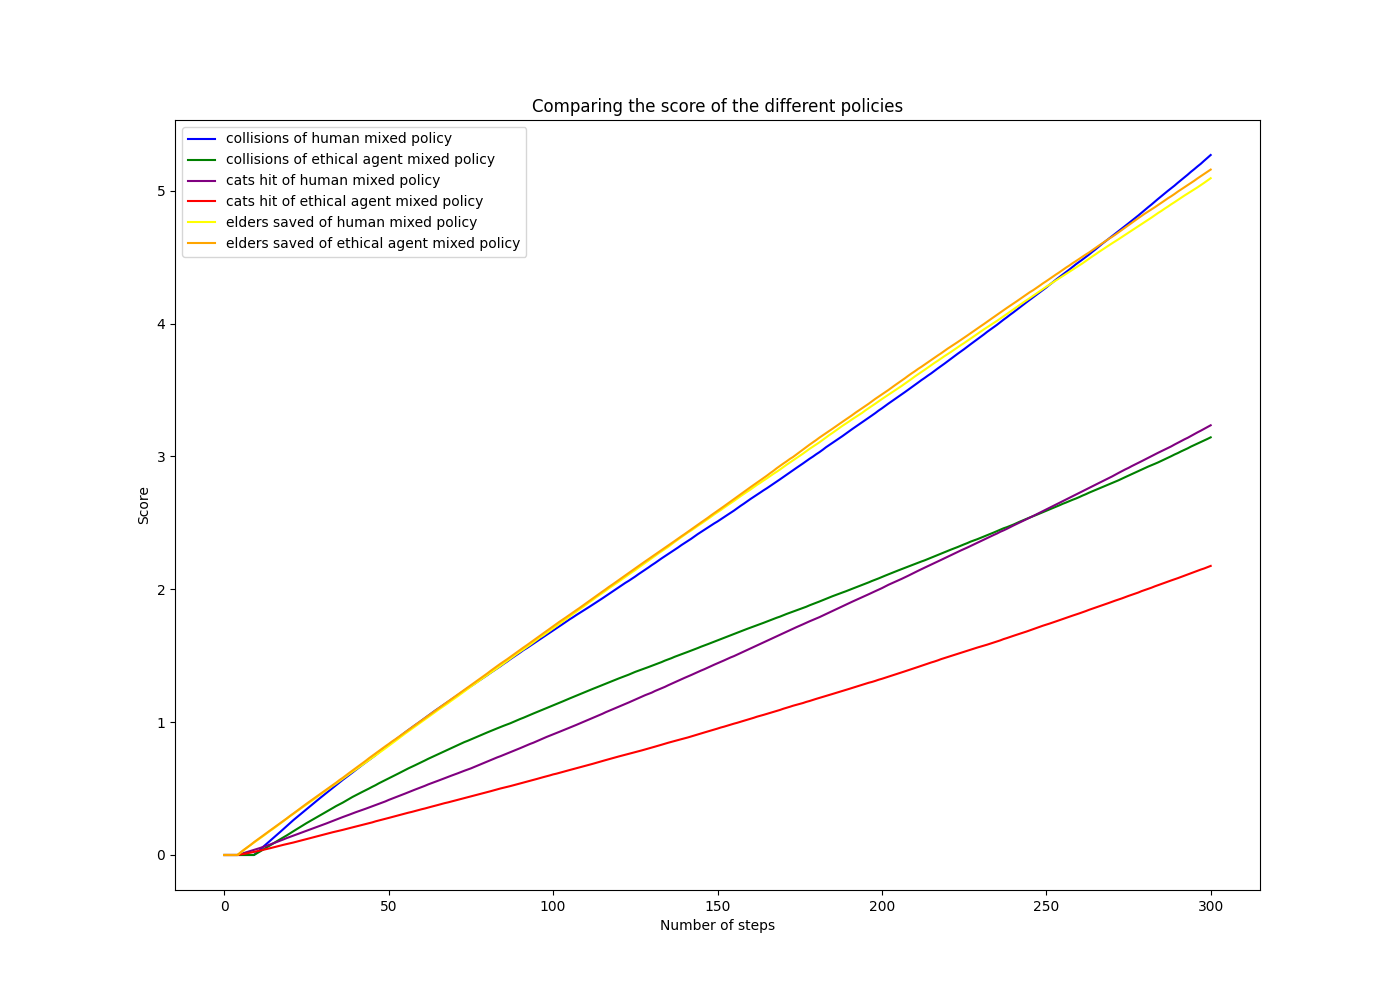 Comparing the score of the different policies
collisions of human mixed policy
collisions of ethical agent mixed policy
cats hit of human mixed policy
cats hit of ethical agent mixed policy
elders saved of human mixed policy
elders saved of ethical agent mixed policy
5
4
3
2
1
0
Score
0 50 100 150 200 250 300
Number of steps